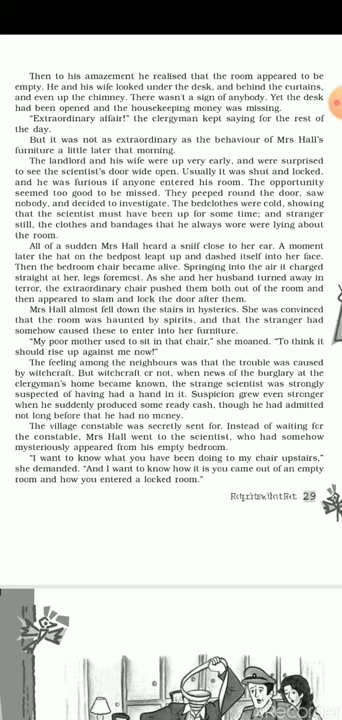 Then to his amazement he realised that the room appeared to be
empty. He and his wife looked under the desk, and behind the curtains,
and even up the chimney. There wasn't a sign of anybody. Yet the desk
had been opened and the housekeeping money was missing.
“Extraordinary affair!” the clergyman kept saying for the rest of
the day.
But it was not as extraordinary as the behaviour of Mrs Hall's
furniture a little later that morning.
The landlord and his wife were up very early, and were surprised
to see the scientist's door wide open. Usually it was shut and locked,
and he was furious if anyone entered his room. The opportunity
seemed too good to be missed. They peeped round the door, saw
nobody, and decided to investigate. The bedclothes were cold, showing
that the scientist must have been up for some time; and stranger
still, the clothes and bandages that he always wore were lying about
the room.
All of a sudden Mrs Hall heard a sniff close to her ear. A moment
later the hat on the bedpost leapt up and dashed itself into her face.
Then the bedroom chair became alive. Springing into the air it charged
straight at her, legs foremost. As she and her husband turned away in
terror, the extraordinary chair pushed them both out of the room and
then appeared to slam and lock the door after them.
Mrs Hall almost fell down the stairs in hysterics. She was convinced
that the room was haunted by spirits, and that the stranger had
somehow caused these to enter into her furniture.
“My poor mother used to sit in that chair,” she moaned. “To think it
should rise up against me now!”
The feeling among the neighbours was that the trouble was caused
by witchcraft. But witchcraft or not, when news of the burglary at the
clergyman's home became known, the strange scientist was strongly
suspected of having had a hand in it. Suspicion grew even stronger
when he suddenly produced some ready cash, though he had admitted
not long before that he had no money.
The village constable was secretly sent for. Instead of waiting for
the constable, Mrs Hall went to the scientist, who had somehow
mysteriously appeared from his empty bedroom.
“I want to know what you have been doing to my chair upstairs,”
she demanded. “And I want to know how it is you came out of an empty
room and how you entered a locked room.”
29
Recorder